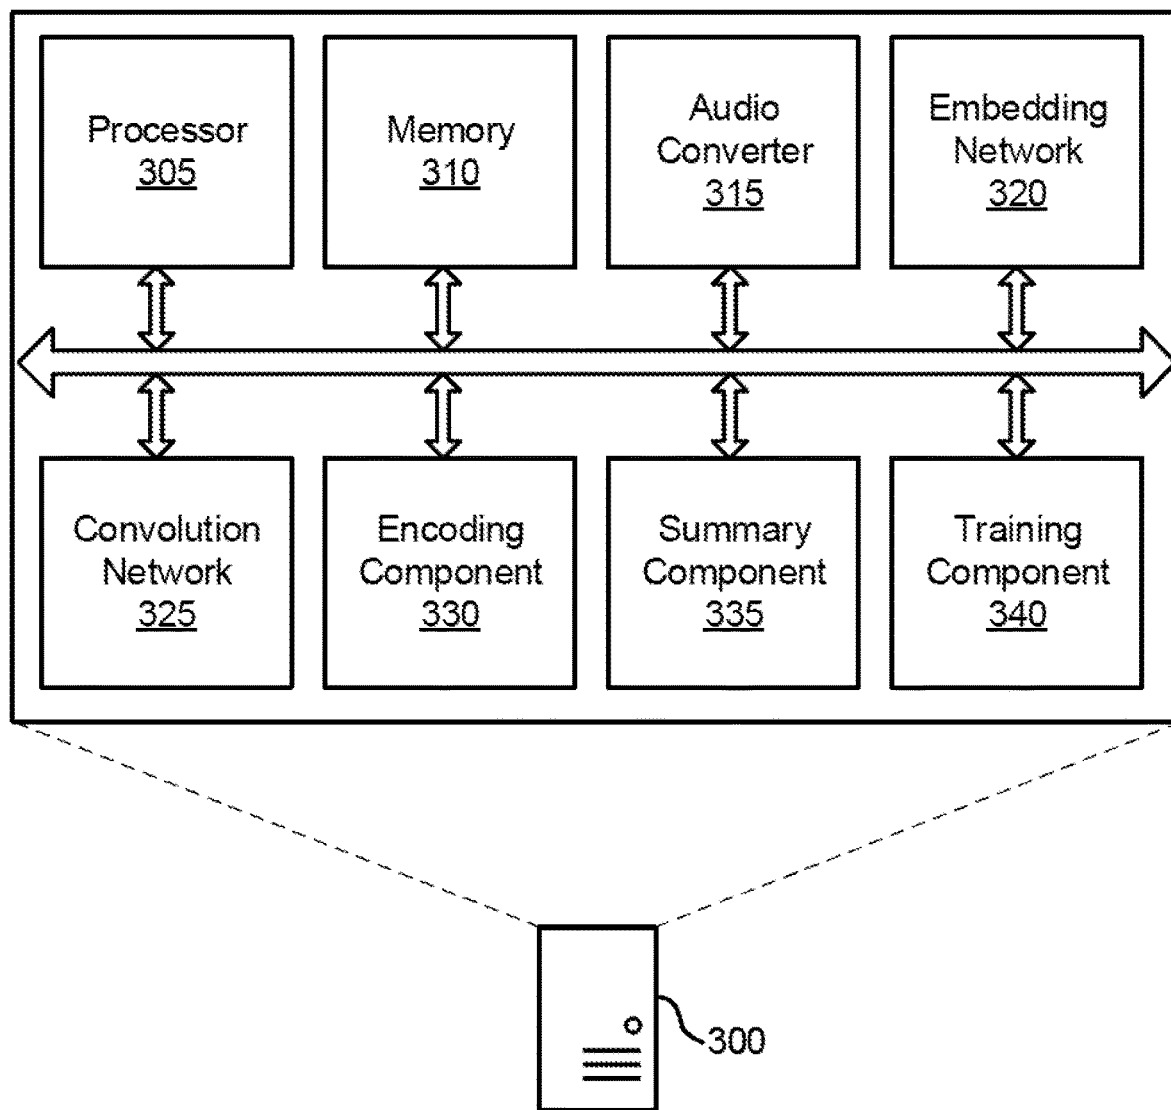 Processor
305
Memory
310
Audio
Converter
315
Embedding
Network
320
Convolution
Network
325
Encoding
Component
330
Summary
Component
335
Training
Component
340
300